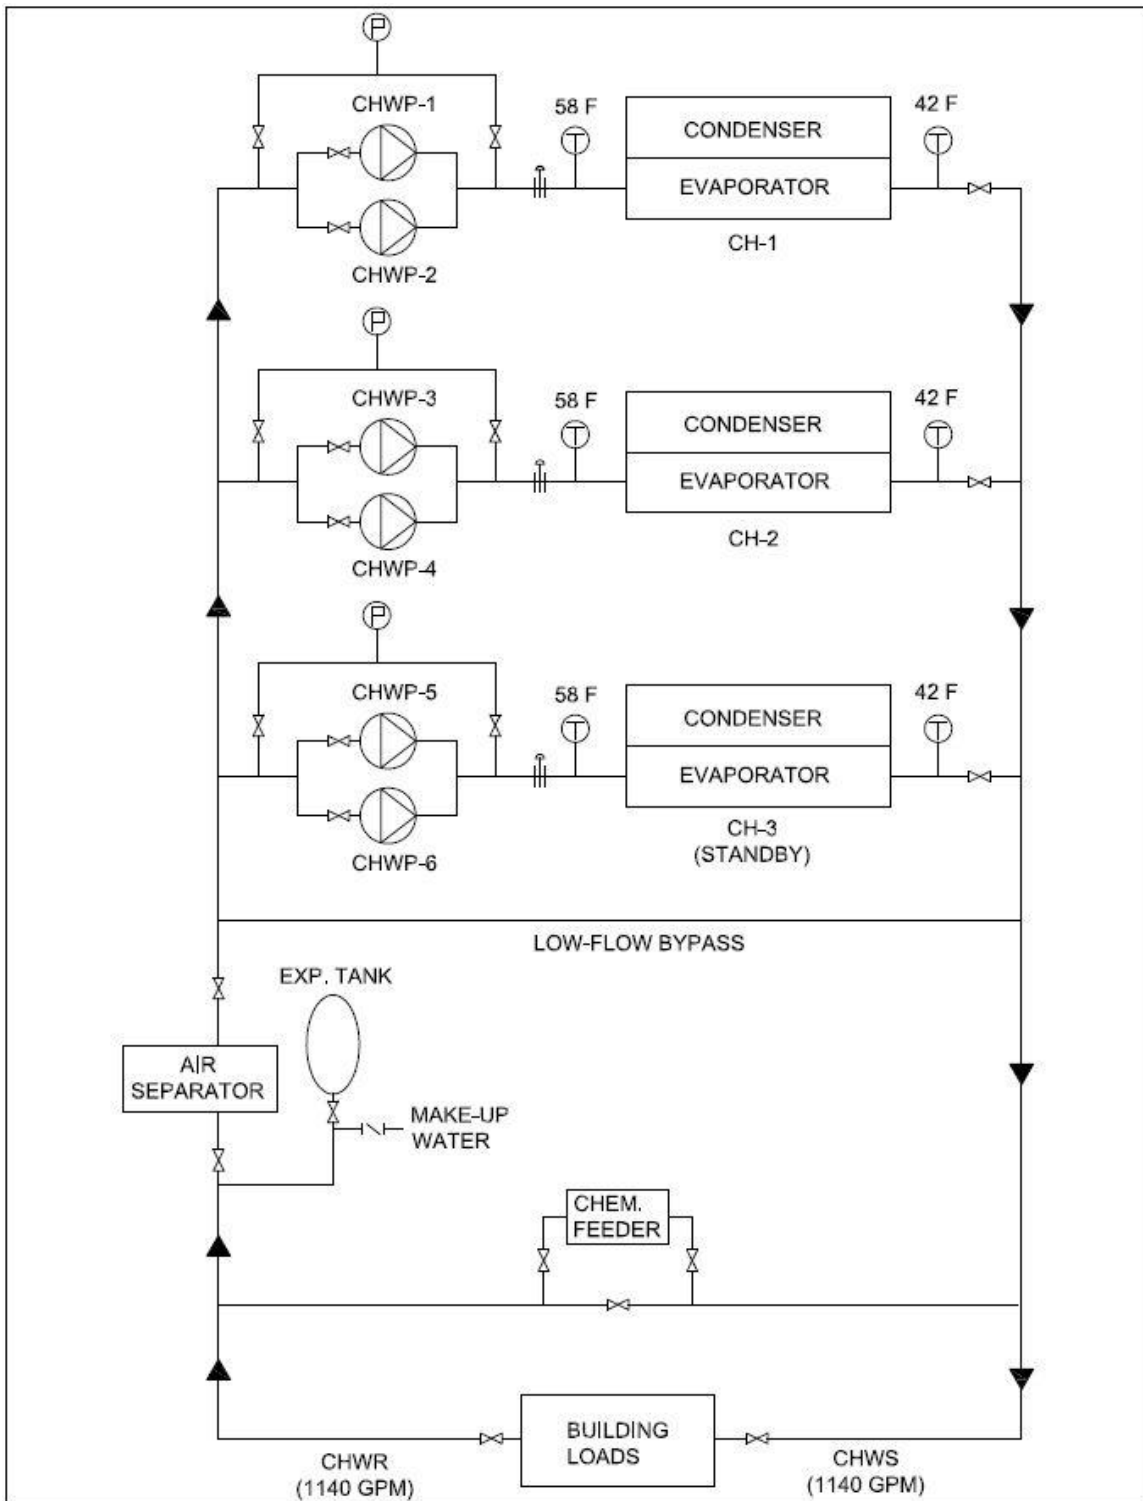 P
CHWP-1
58 F
42 F
T
T
CONDENSER
EVAPORATOR
CHWP-2
CH-1
P
CHWP-3
58 F
42 F
T
T
CONDENSER
EVAPORATOR
CHWP-4
CH-2
P
CHWP-5
58 F
42 F
T
T
CONDENSER
EVAPORATOR
CHWP-6
CH-3
(STANDBY)
LOW-FLOW BYPASS
EXP. TANK
AIR
SEPARATOR
MAKE-UP
WATER
CHEM.
FEEDER
BUILDING
LOADS
CHWR
(1140 GPM)
CHWS
(1140 GPM)